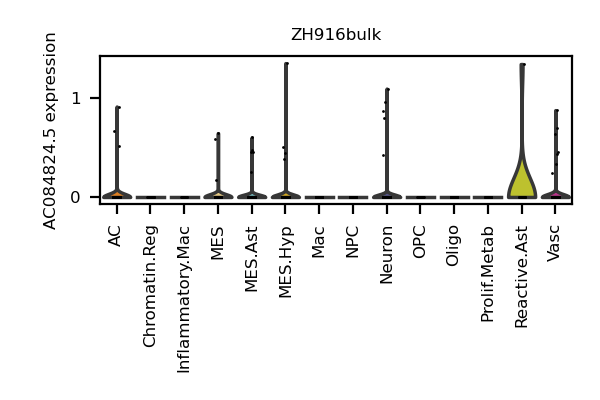 ZH916bulk
AC084824.5 expression
1
0
AC
Chromatin.Reg
Inflammatory.Mac
MES
MES.Ast
MES.Hyp
Mac
NPC
Neuron
OPC
Oligo
Prolif.Metab
Reactive.Ast
Vasc